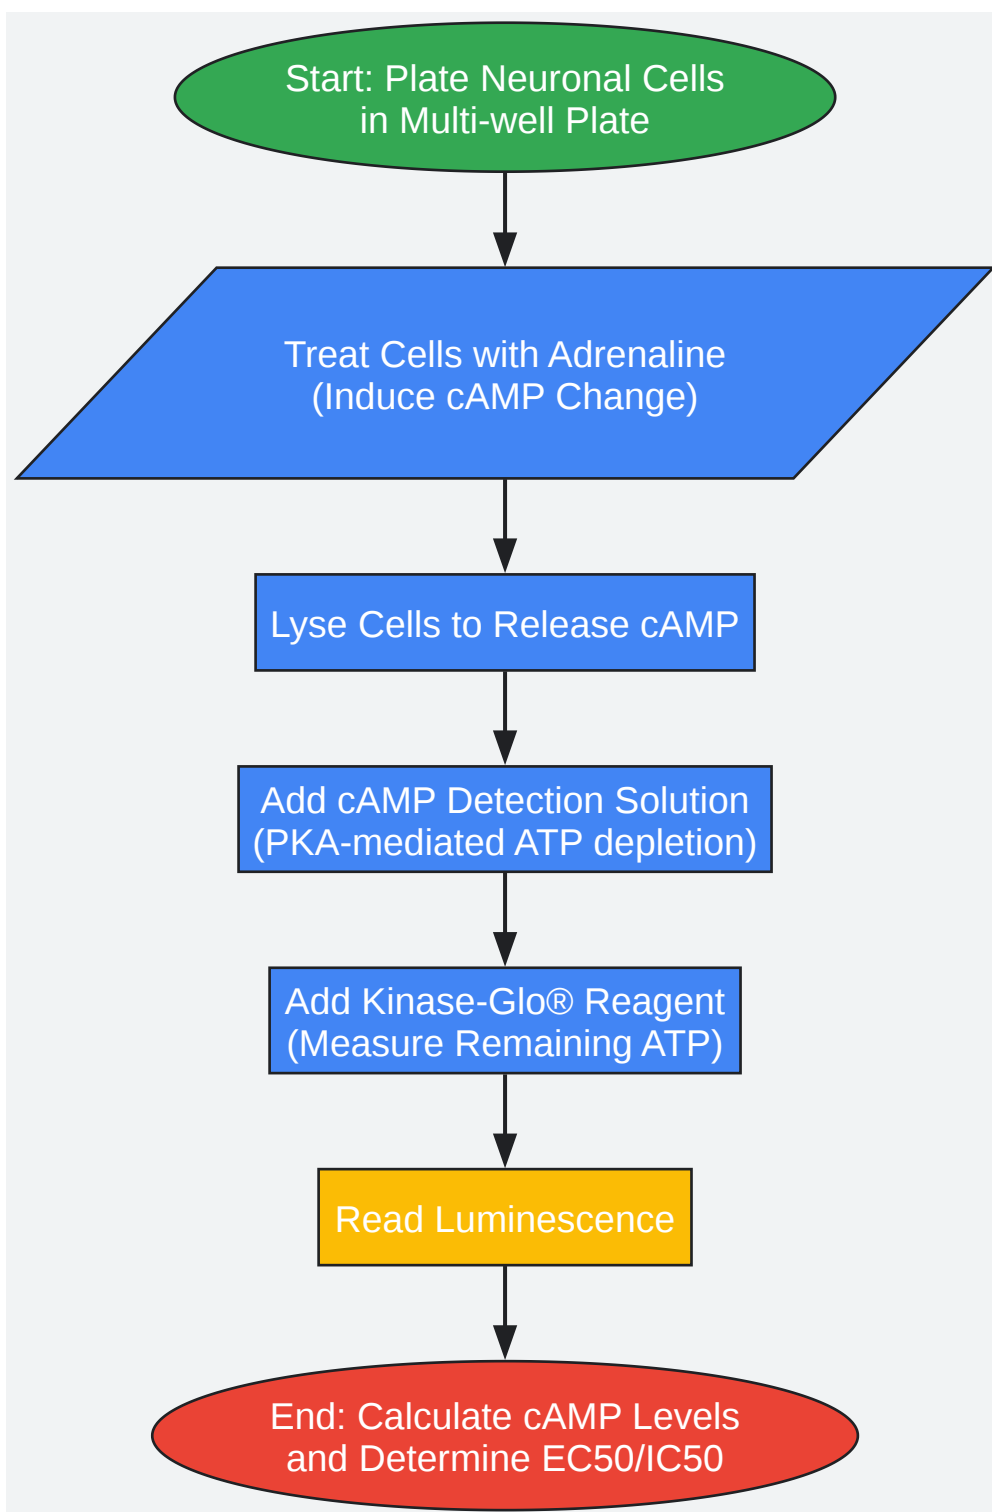 Start: Plate Neuronal Cells
in Multi-well Plate
Treat Cells with Adrenaline
(Induce cAMP Change)
Lyse Cells to Release cAMP
Add cAMP Detection Solution
(PKA-mediated ATP depletion)
Add Kinase-Glo® Reagent
(Measure Remaining ATP)
Read Luminescence
End: Calculate cAMP Levels
and Determine EC50/IC50